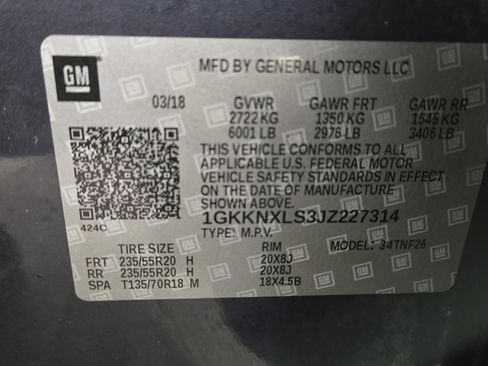 GM
MFD BY GENERAL MOTORS LLC
03/18 GVWR GAWR FRT GAWR RR
2722 KG 1350 KG 1545 KG
6001 LB 2976 LB 3406 LB
THIS VEHICLE CONFORMS TO ALL
APPLICABLE U.S. FEDERAL MOTOR
VEHICLE SAFETY STANDARDS IN
EFFECT ON THE DATE OF MANUFACTURE
SHOWN ABOVE.
424C
1GKKNXLS3JZ227314
TYPE: M.P.V. MODEL: 34TNF26
TIRE SIZE RIM
FRT 235/55R20 H 20X8J
RR 235/55R20 H 20X8J
SPA T135/70R18 M 18X4.5B